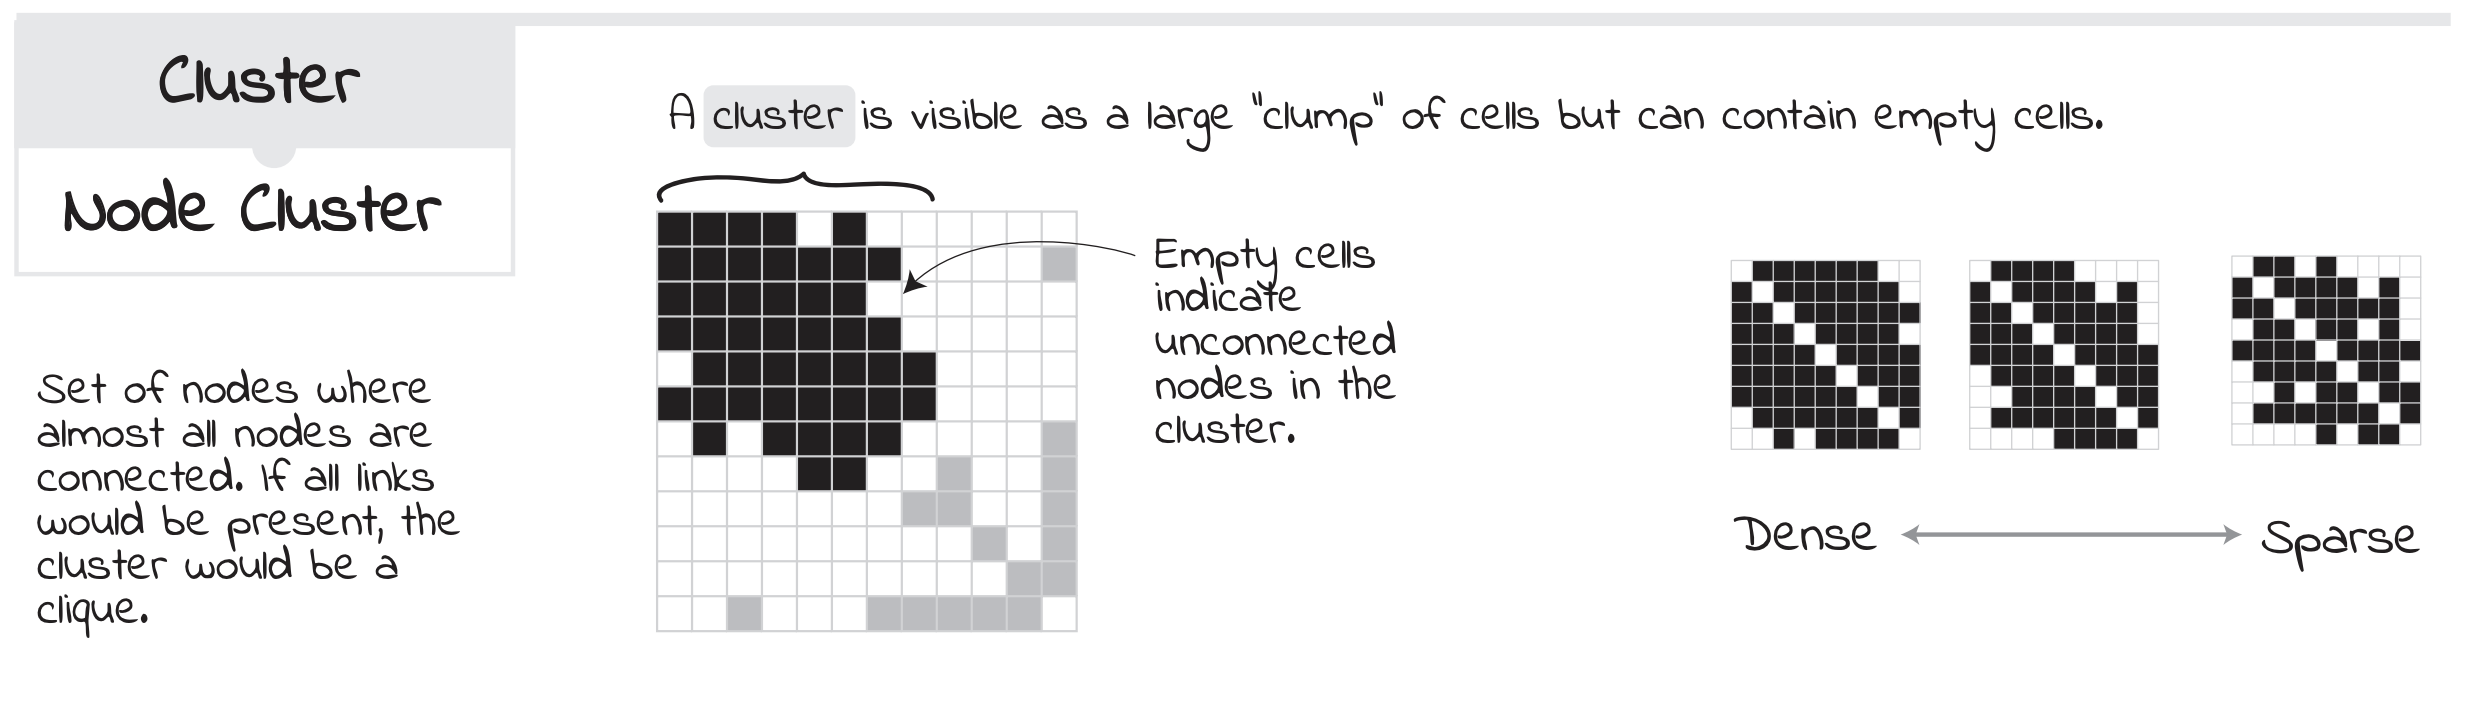 Cluster
Node Cluster
Set of nodes where
almost all nodes are
connected. If all links
would be present, the
cluster would be a
clique.
A cluster is visible as a large "clump" of cells but can contain empty cells.
Empty cells
indicate
unconnected
nodes in the
cluster.
Dense
Sparse